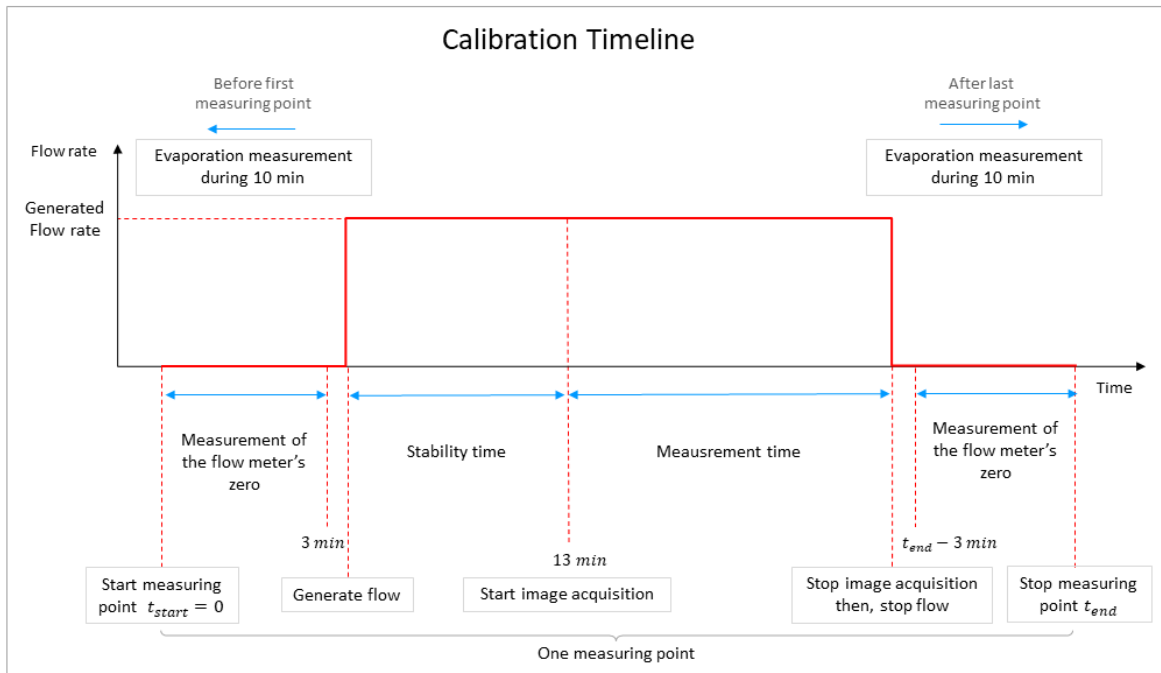 Calibration Timeline
Before first
measuring point
After last
measuring point
Flow rate
Evaporation measurement
during 10 min
Evaporation measurement
during 10 min
Generated
Flow rate
Time
Measurement of
the flow meter's
zero
Stability time
Meausrement time
Measurement of
the flow meter's
zero
3 min
13 min
t_end − 3 min
Start measuring
point t_start = 0
Generate flow
Start image acquisition
Stop image acquisition
then, stop flow
Stop measuring
point t_end
One measuring point